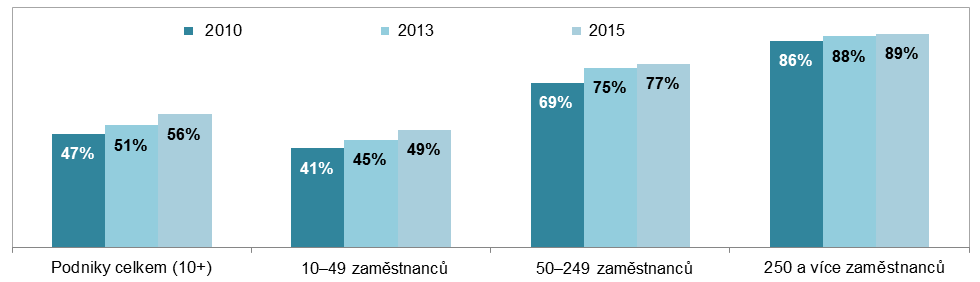 2010 2013 2015
47% 51% 56% 41% 45% 49% 69% 75% 77% 86% 88% 89%
Podniky celkem (10+) 10–49 zaměstnanců 50–249 zaměstnanců 250 a více zaměstnanců